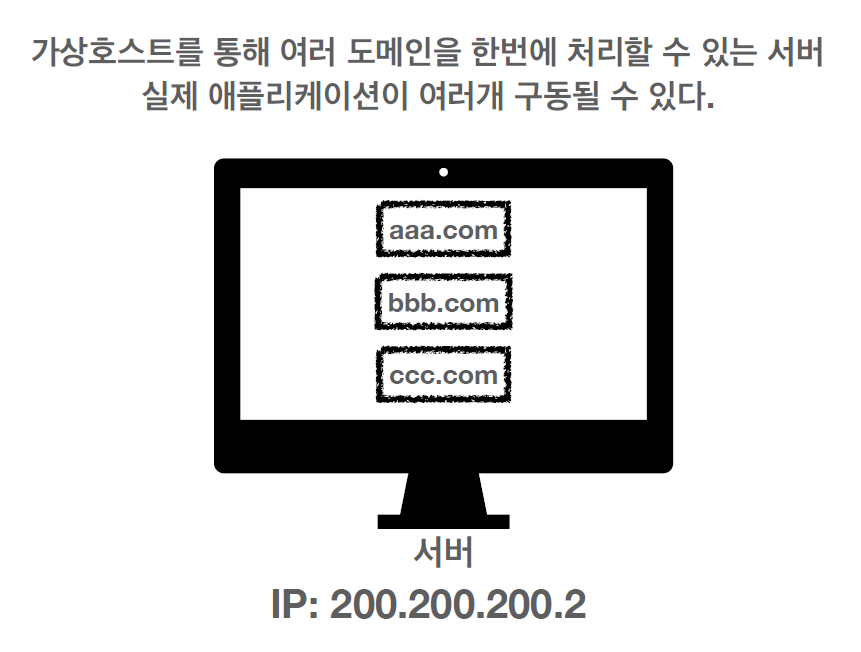 가상호스트를 통해 여러 도메인을 한번에 처리할 수 있는 서버
실제 애플리케이션이 여러개 구동될 수 있다.
aaa.com
bbb.com
ccc.com
서버
IP: 200.200.200.2